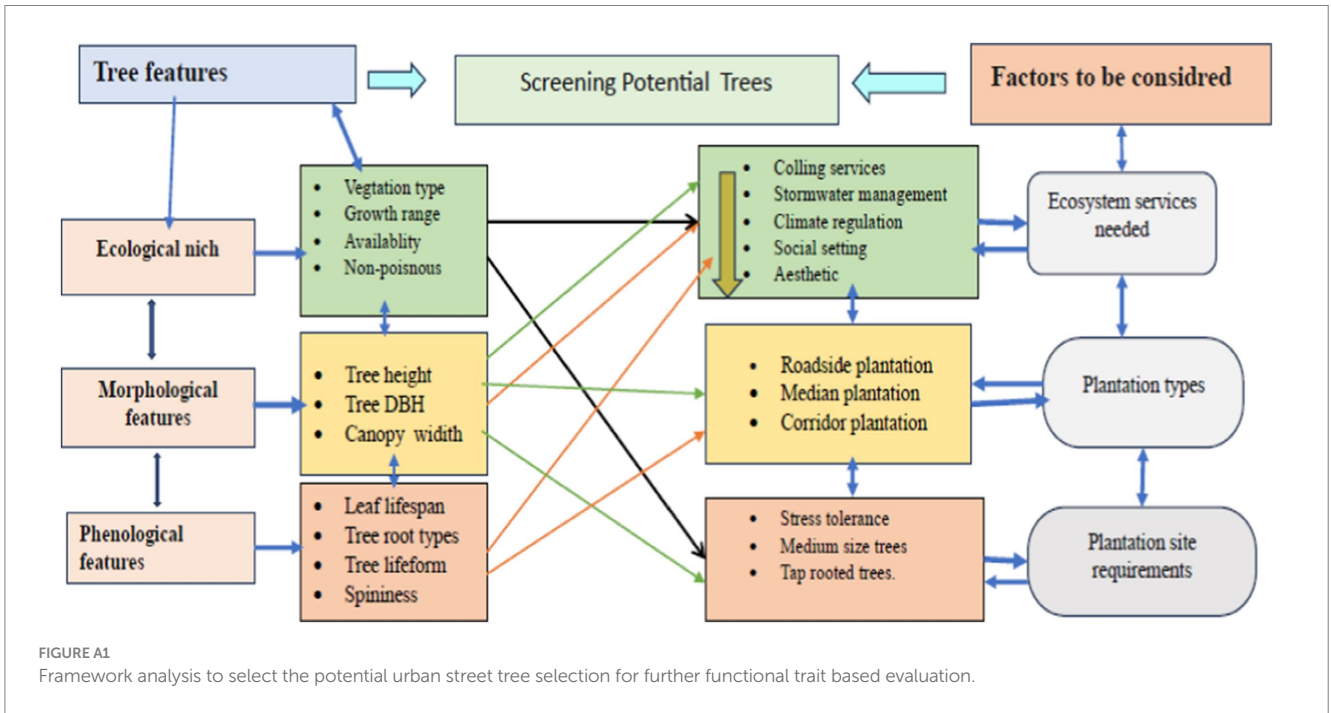 Tree features
Screening Potential Trees
Factors to be considred
Ecological nich
Morphological
features
Phenological
features
• Vegtation type
• Growth range
• Availablity
• Non-poisnous
• Tree height
• Tree DBH
• Canopy widith
• Leaf lifespan
• Tree root types
• Tree lifeform
• Spininess
• Colling services
• Stormwater management
• Climate regulation
• Social setting
• Aesthetic
• Roadside plantation
• Median plantation
• Corridor plantation
• Stress tolerance
• Medium size trees
• Tap rooted trees.
Ecosystem services
needed
Plantation types
Plantation site
requirements
FIGURE A1
Framework analysis to select the potential urban street tree selection for further functional trait based evaluation.